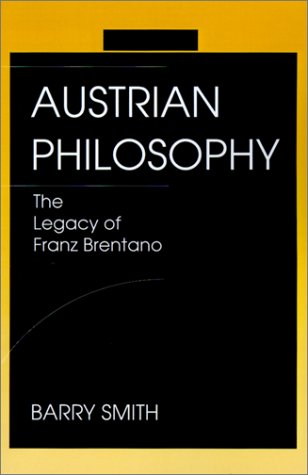 AUSTRIAN
PHILOSOPHY
The
Legacy of
Franz Brentano
BARRY SMITH